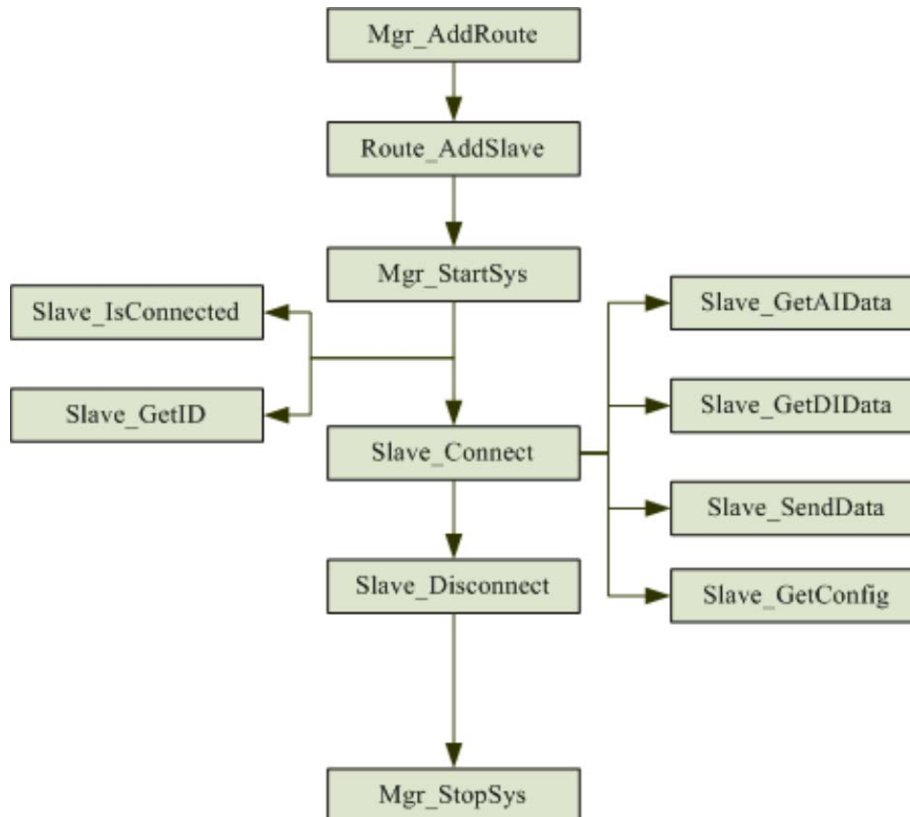 Mgr_AddRoute
Route_AddSlave
Mgr_StartSys
Slave_IsConnected
Slave_GetID
Slave_Connect
Slave_GetAIData
Slave_GetDIData
Slave_SendData
Slave_GetConfig
Slave_Disconnect
Mgr_StopSys